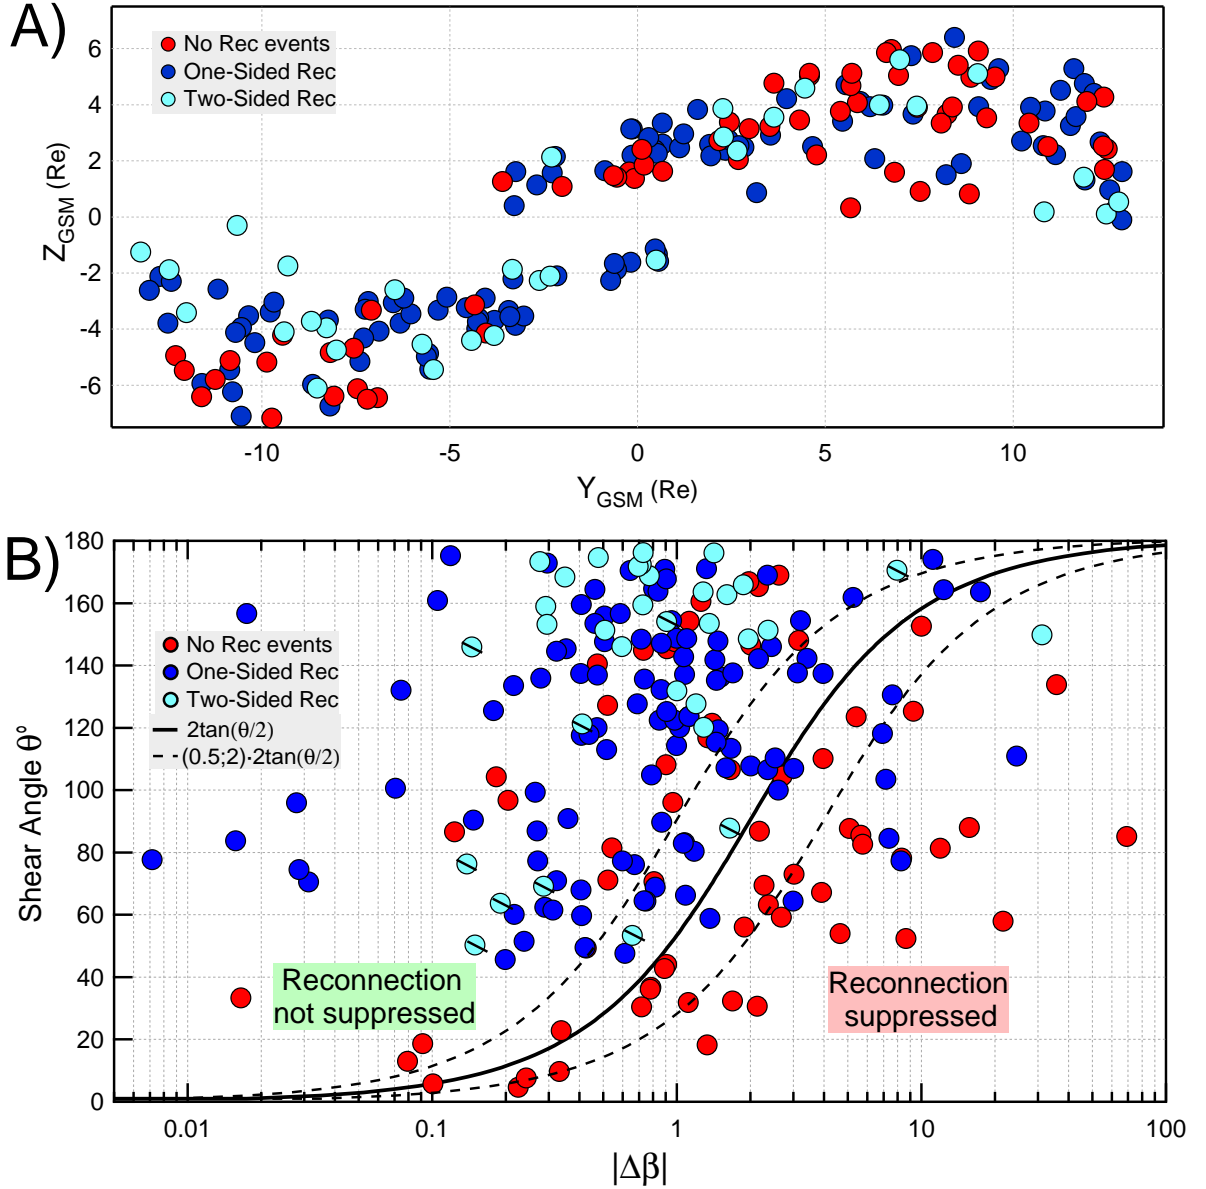 A)
No Rec events
One-Sided Rec
Two-Sided Rec
6
4
2
0
-2
-4
-6
Z_GSM (Re)
-10
-5
0
5
10
Y_GSM (Re)
B)
180
160
140
120
100
80
60
40
20
0
Shear Angle θ°
No Rec events
One-Sided Rec
Two-Sided Rec
2tan(θ/2)
(0.5;2)·2tan(θ/2)
Reconnection
not suppressed
Reconnection
suppressed
0.01
0.1
1
10
100
|Δβ|